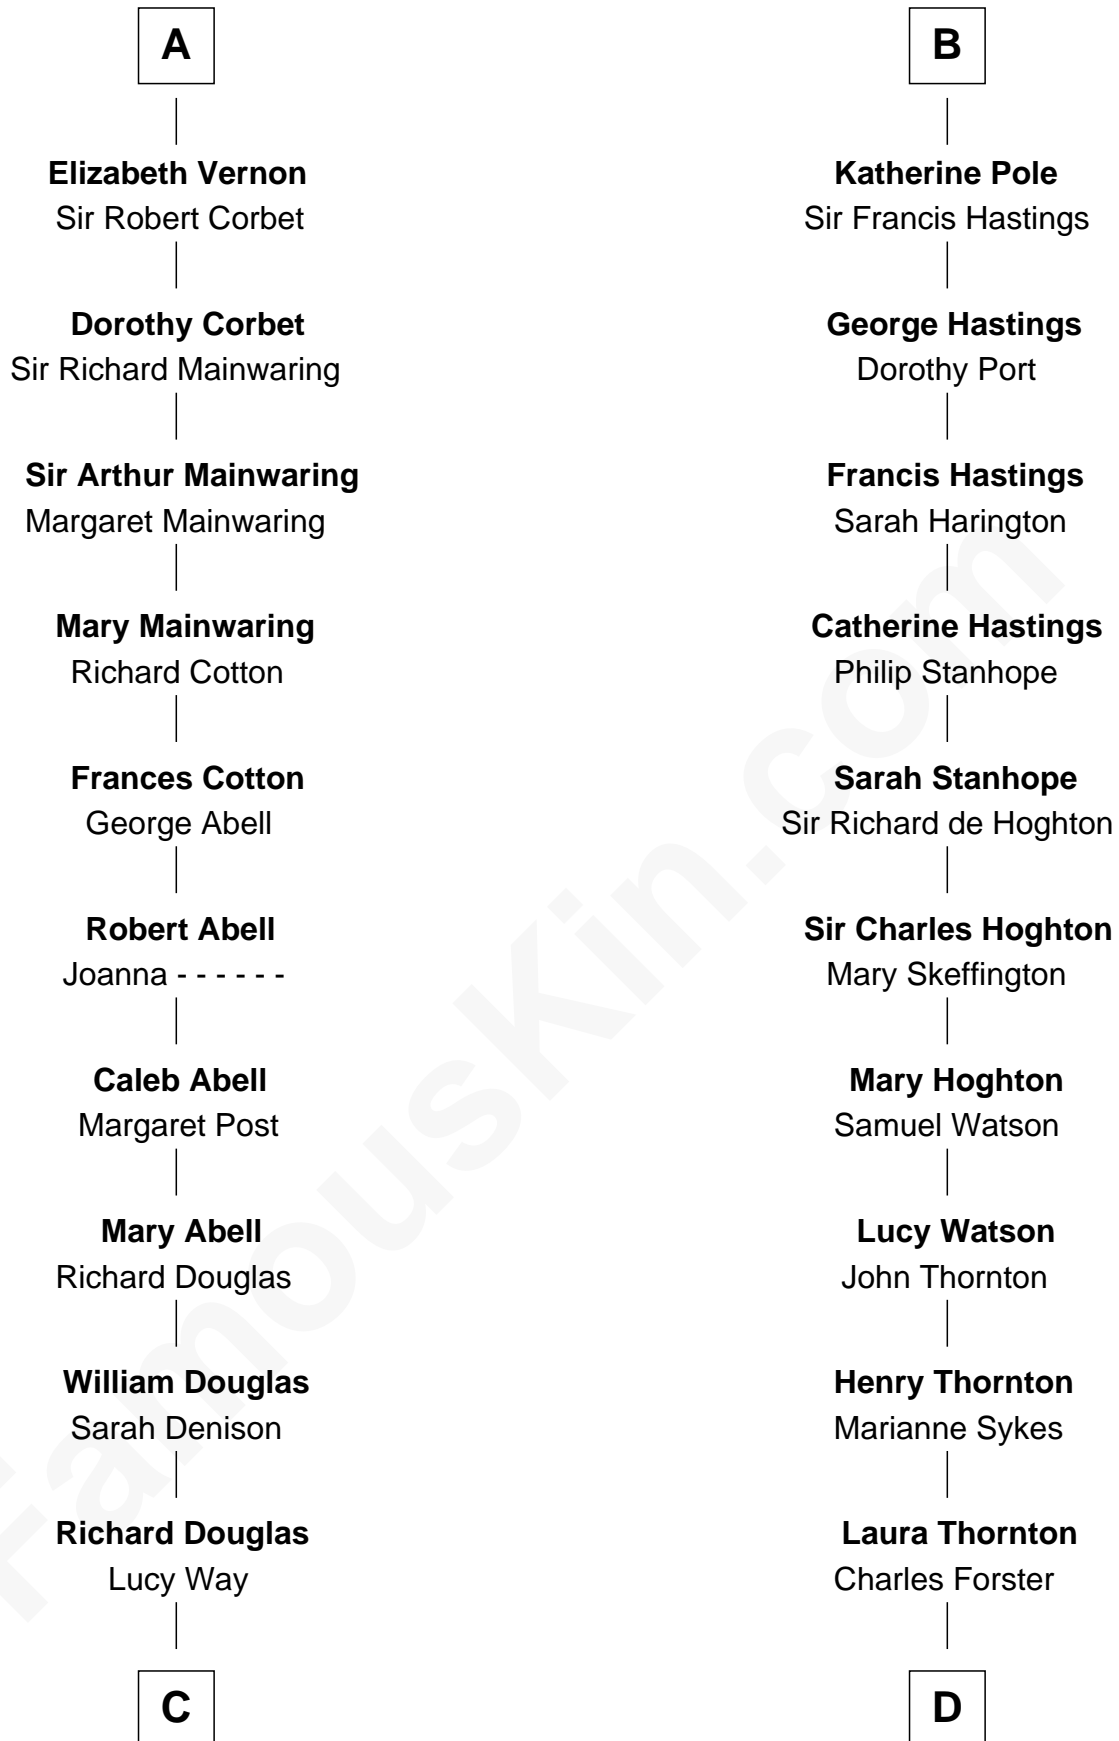 A
Elizabeth Vernon
Sir Robert Corbet
Dorothy Corbet
Sir Richard Mainwaring
Sir Arthur Mainwaring
Margaret Mainwaring
Mary Mainwaring
Richard Cotton
Frances Cotton
George Abell
Robert Abell
Joanna - - - - - -
Caleb Abell
Margaret Post
Mary Abell
Richard Douglas
William Douglas
Sarah Denison
Richard Douglas
Lucy Way
C
B
Katherine Pole
Sir Francis Hastings
George Hastings
Dorothy Port
Francis Hastings
Sarah Harington
Catherine Hastings
Philip Stanhope
Sarah Stanhope
Sir Richard de Hoghton
Sir Charles Hoghton
Mary Skeffington
Mary Hoghton
Samuel Watson
Lucy Watson
John Thornton
Henry Thornton
Marianne Sykes
Laura Thornton
Charles Forster
D
FamousKin.com